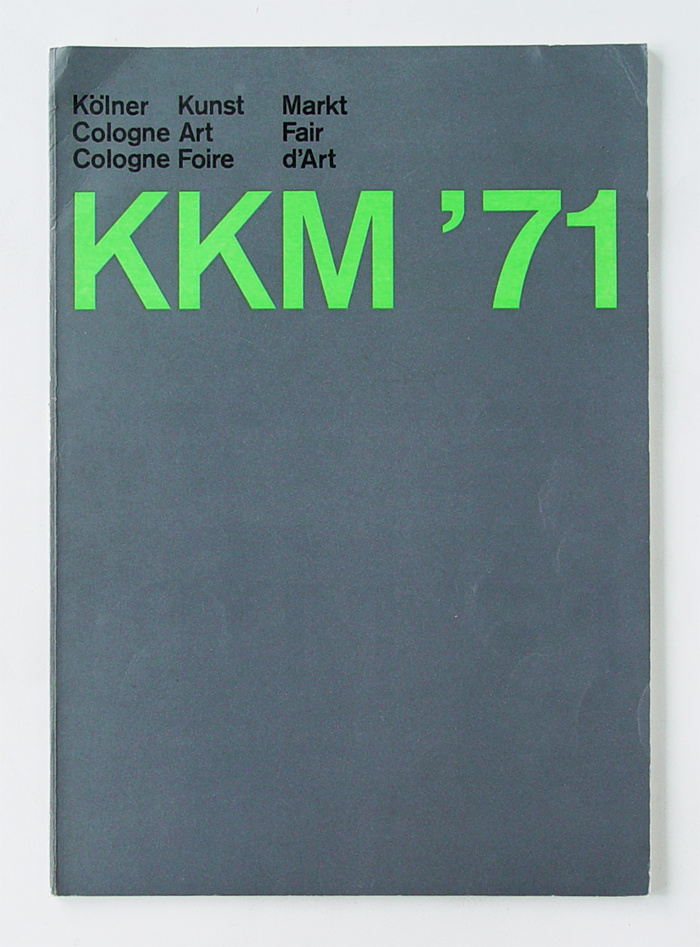 Kölner Kunst Markt
Cologne Art Fair
Cologne Foire d’Art
KKM ’71